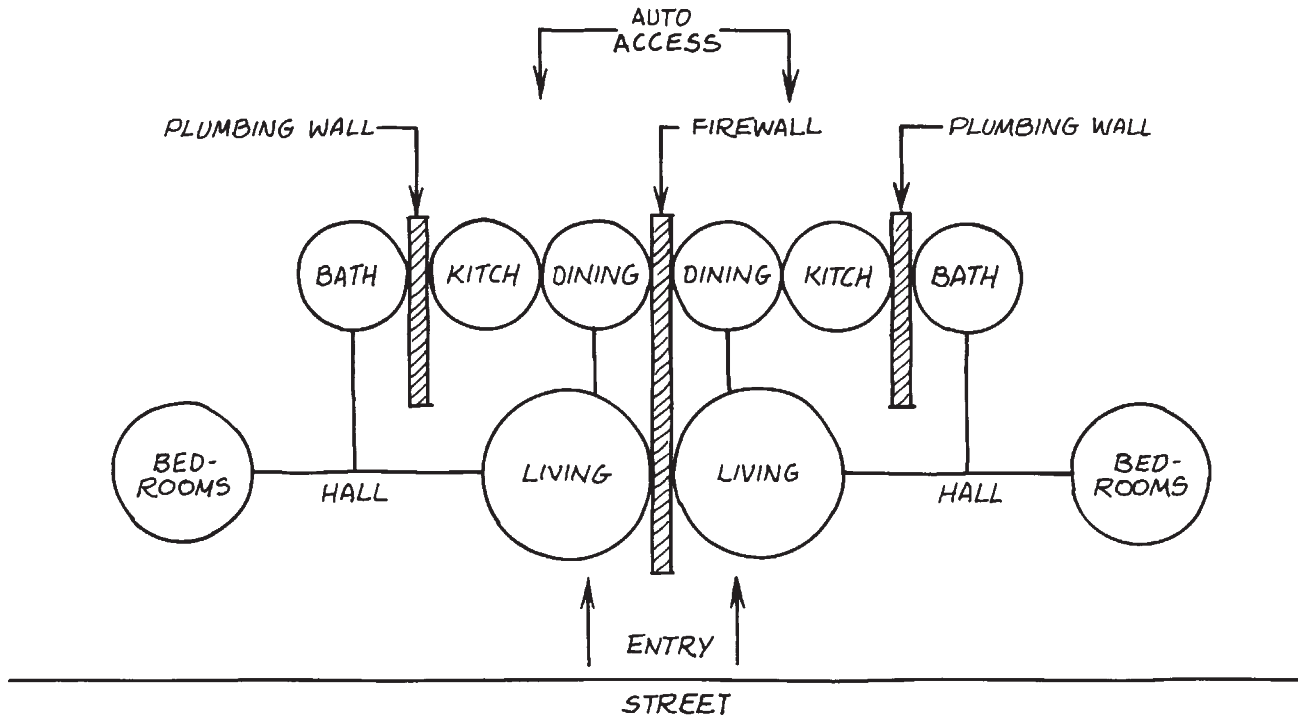 AUTO
ACCESS
PLUMBING WALL
FIREWALL
PLUMBING WALL
BATH
KITCH
DINING
DINING
KITCH
BATH
BED-
ROOMS
HALL
LIVING
LIVING
HALL
BED-
ROOMS
ENTRY
STREET